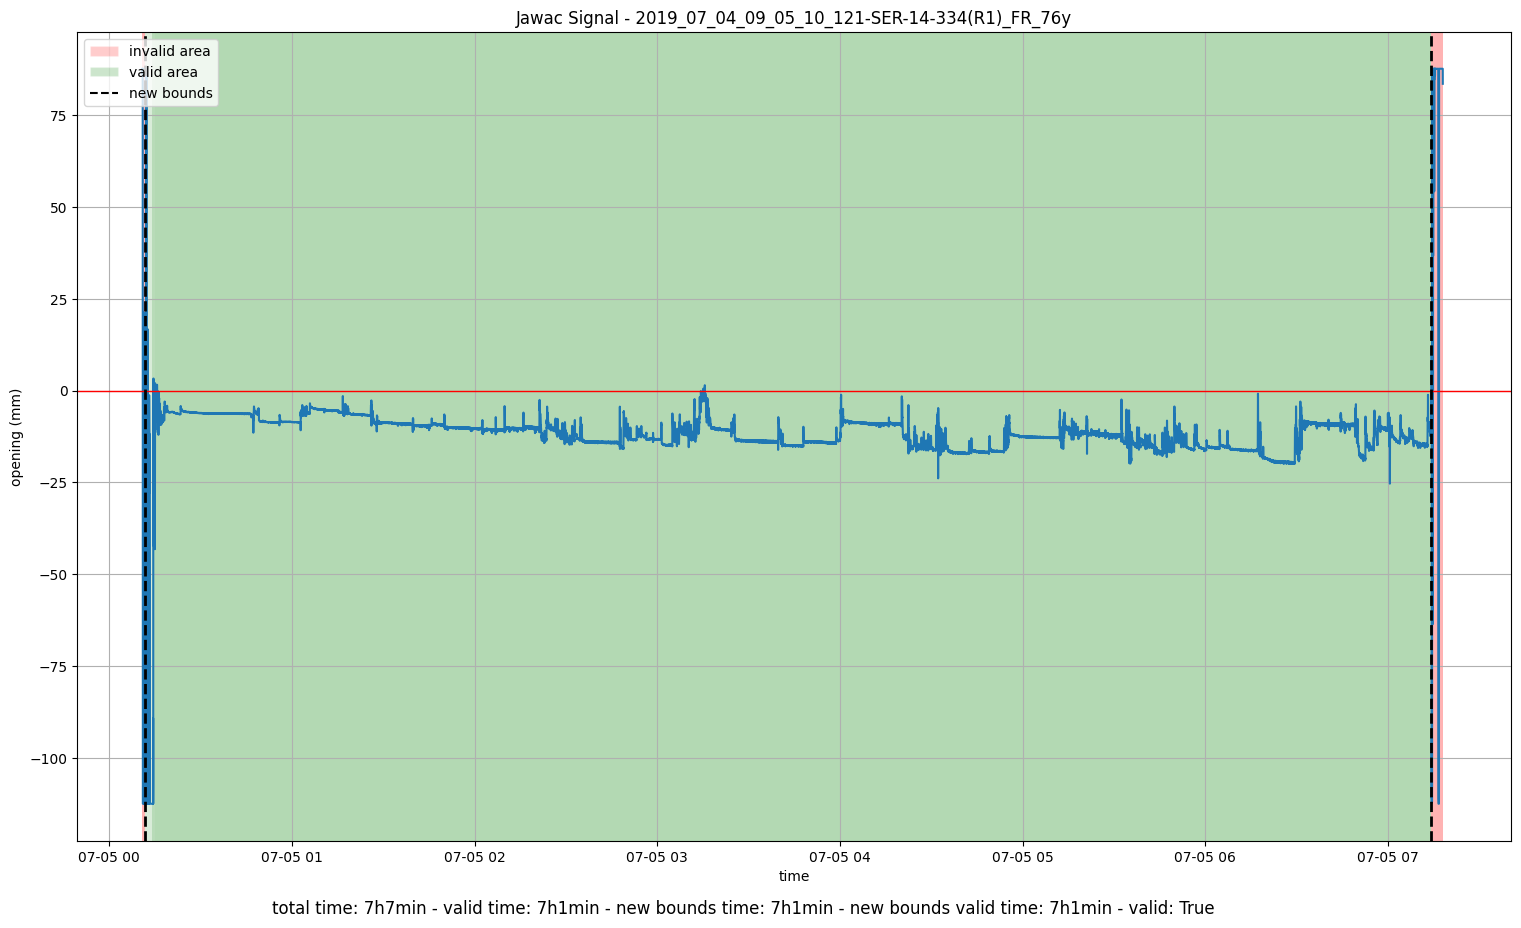 Jawac Signal - 2019_07_04_09_05_10_121-SER-14-334(R1)_FR_76y
invalid area
valid area
new bounds
75
50
25
0
−25
−50
−75
−100
opening (mm)
07-05 00
07-05 01
07-05 02
07-05 03
07-05 04
07-05 05
07-05 06
07-05 07
time
total time: 7h7min - valid time: 7h1min - new bounds time: 7h1min - new bounds valid time: 7h1min - valid: True